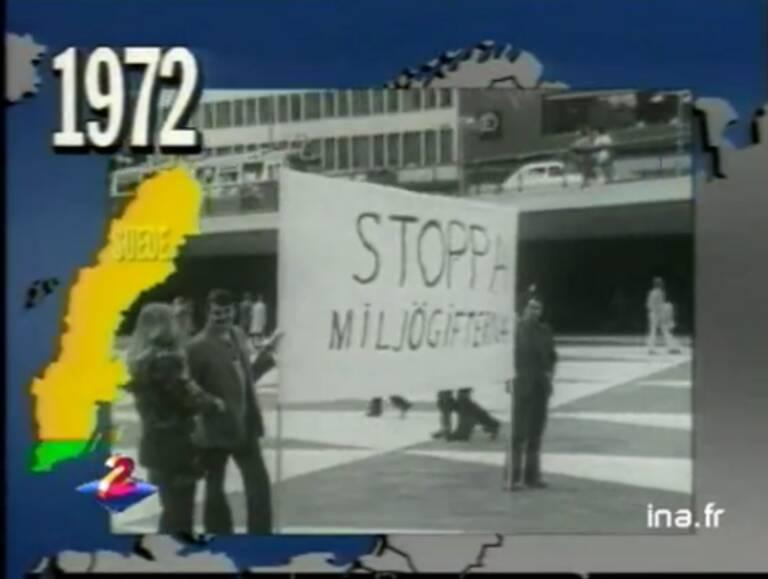 1972
SUEDE
STOPPA
MILJÖGIFTERNA
2
ina.fr